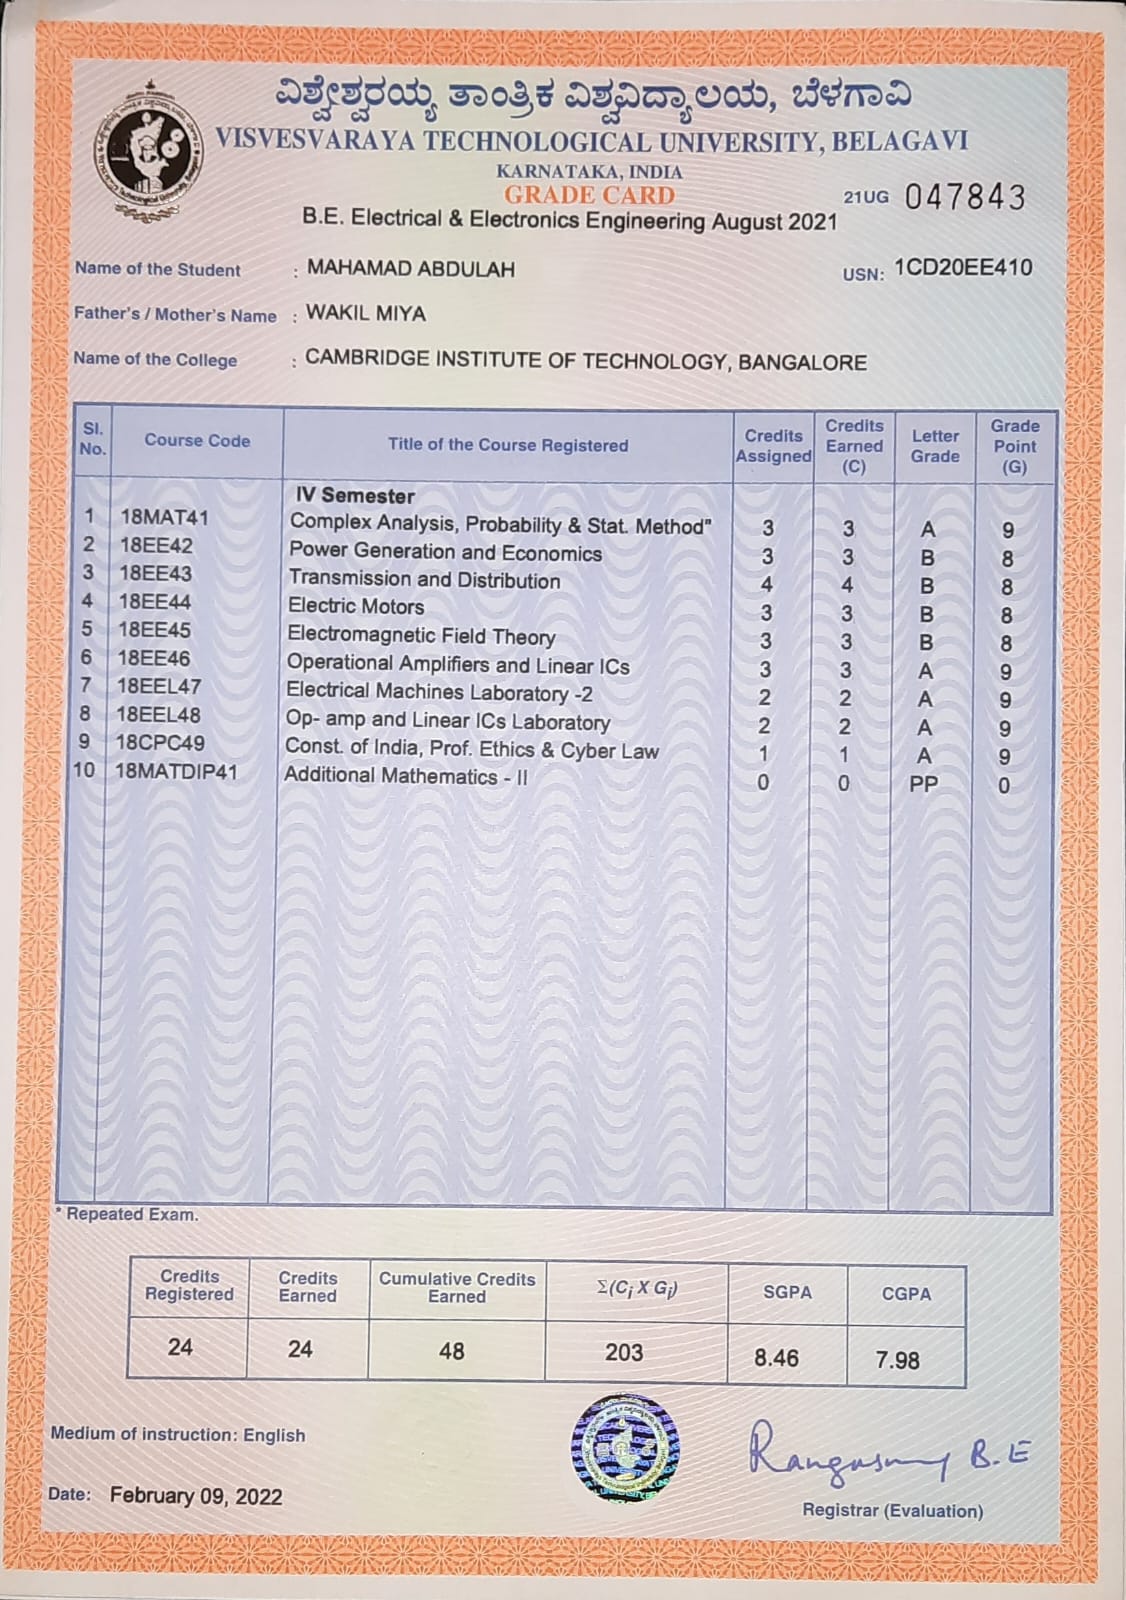 ವಿಶ್ವೇಶ್ವರಯ್ಯ ತಾಂತ್ರಿಕ ವಿಶ್ವವಿದ್ಯಾಲಯ, ಬೆಳಗಾವಿ
VISVESVARAYA TECHNOLOGICAL UNIVERSITY, BELAGAVI
KARNATAKA, INDIA
GRADE CARD
21UG 047843
B.E. Electrical & Electronics Engineering August 2021
Name of the Student : MAHAMAD ABDULAH USN: 1CD20EE410
Father's / Mother's Name : WAKIL MIYA
Name of the College : CAMBRIDGE INSTITUTE OF TECHNOLOGY, BANGALORE
Sl. No. Course Code Title of the Course Registered Credits Assigned Credits Earned (C) Letter Grade Grade Point (G)
IV Semester
1 18MAT41 Complex Analysis, Probability & Stat. Method" 3 3 A 9
2 18EE42 Power Generation and Economics 3 3 B 8
3 18EE43 Transmission and Distribution 4 4 B 8
4 18EE44 Electric Motors 3 3 B 8
5 18EE45 Electromagnetic Field Theory 3 3 B 8
6 18EE46 Operational Amplifiers and Linear ICs 3 3 A 9
7 18EEL47 Electrical Machines Laboratory -2 2 2 A 9
8 18EEL48 Op- amp and Linear ICs Laboratory 2 2 A 9
9 18CPC49 Const. of India, Prof. Ethics & Cyber Law 1 1 A 9
10 18MATDIP41 Additional Mathematics - II 0 0 PP 0
* Repeated Exam.
Credits Registered Credits Earned Cumulative Credits Earned Σ(Ci X Gi) SGPA CGPA
24 24 48 203 8.46 7.98
Medium of instruction: English
Rangasamy B.E
Date: February 09, 2022
Registrar (Evaluation)